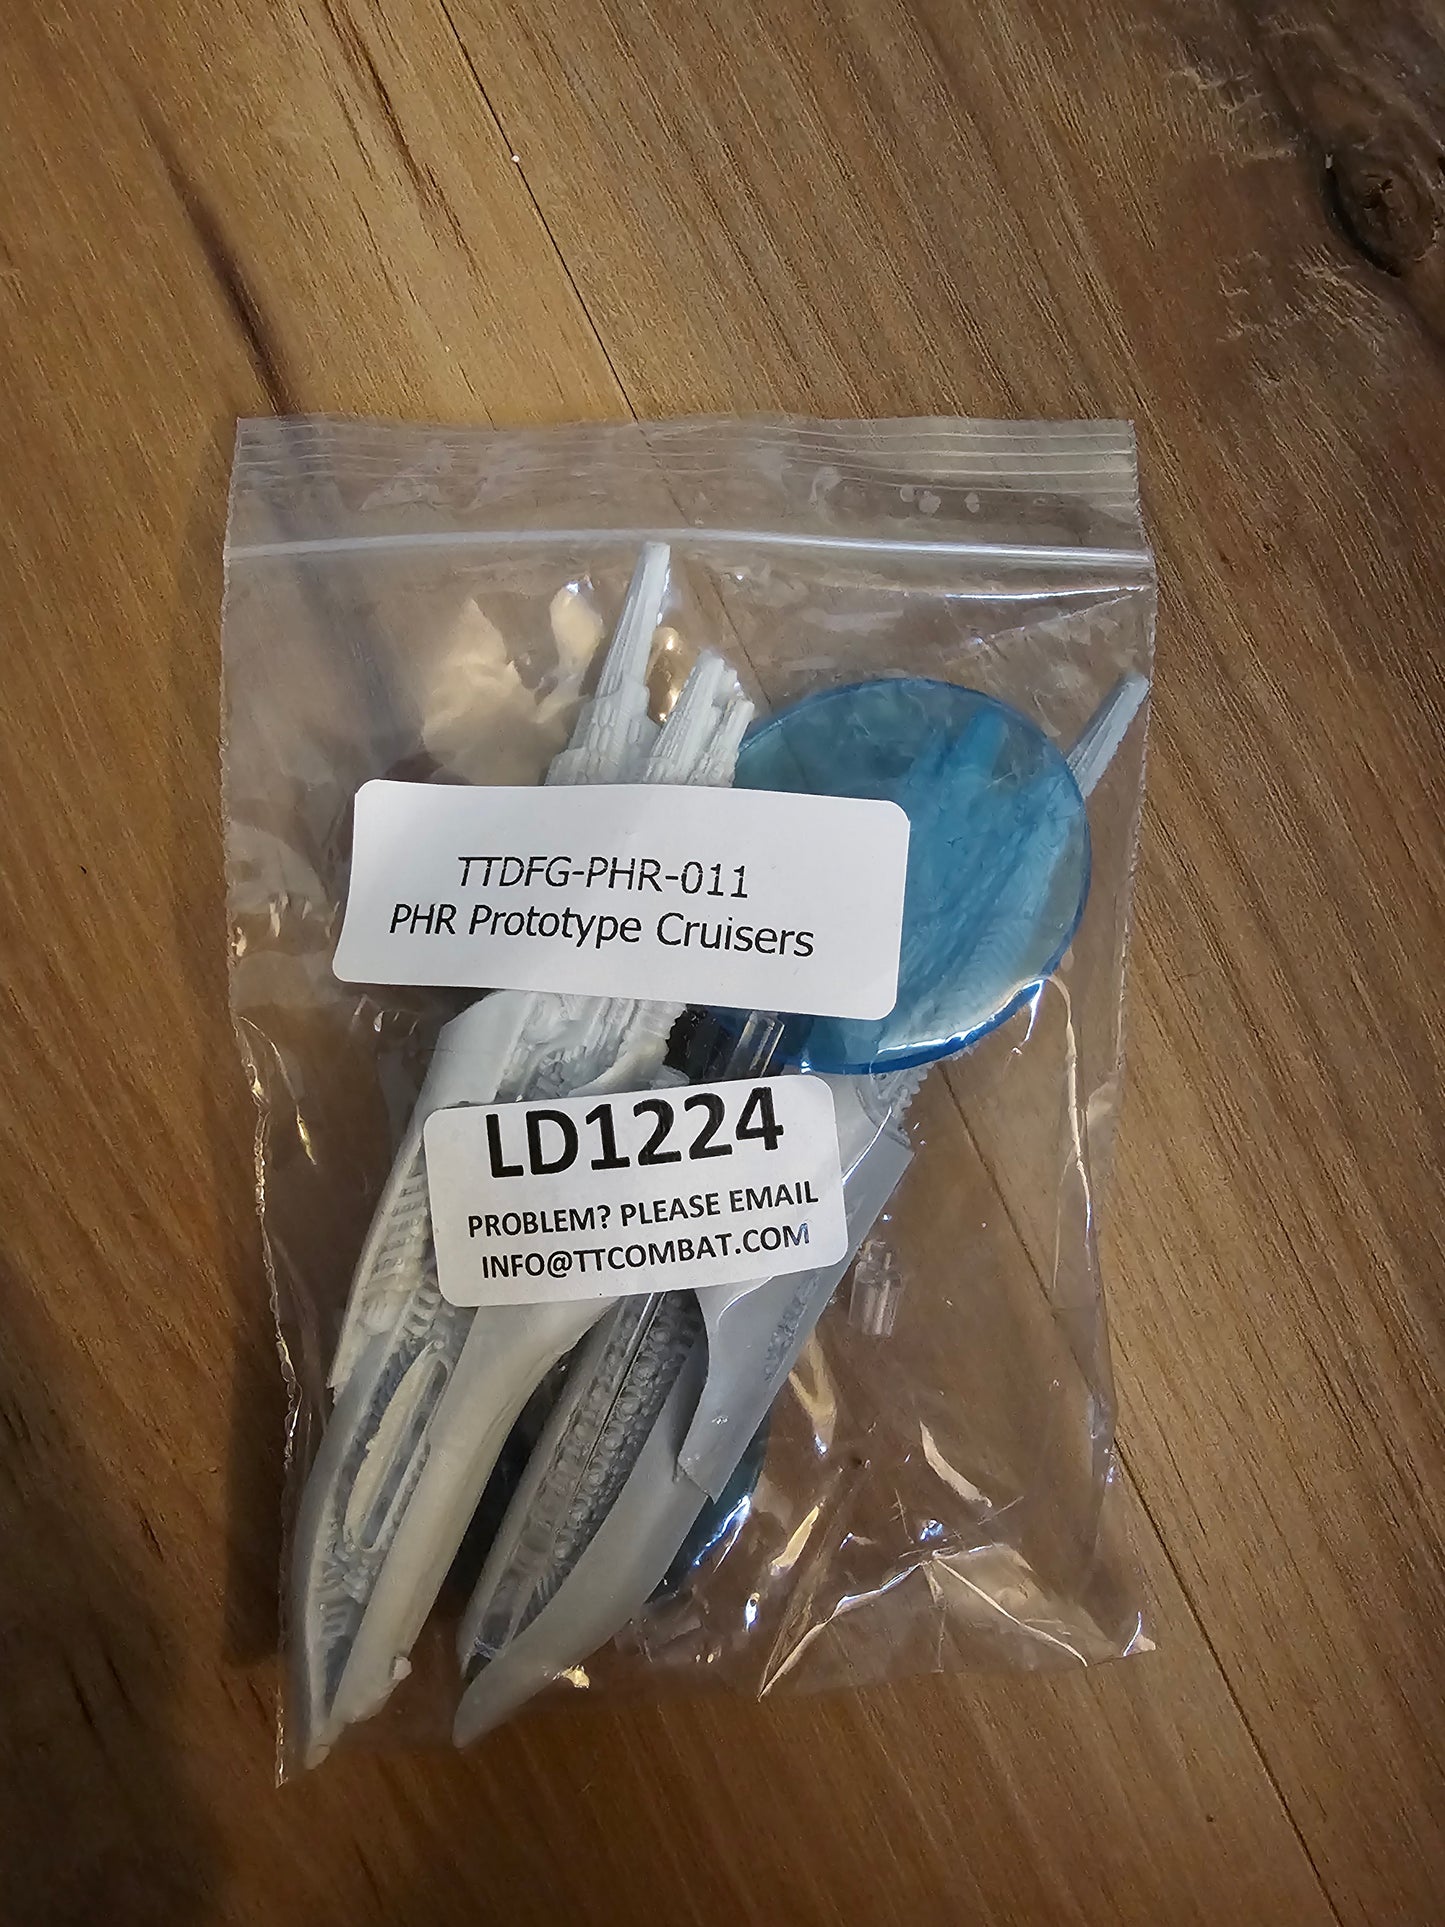 TTDFG-PHR-011
PHR Prototype Cruisers
LD1224
PROBLEM? PLEASE EMAIL
INFO@TTCOMBAT.COM